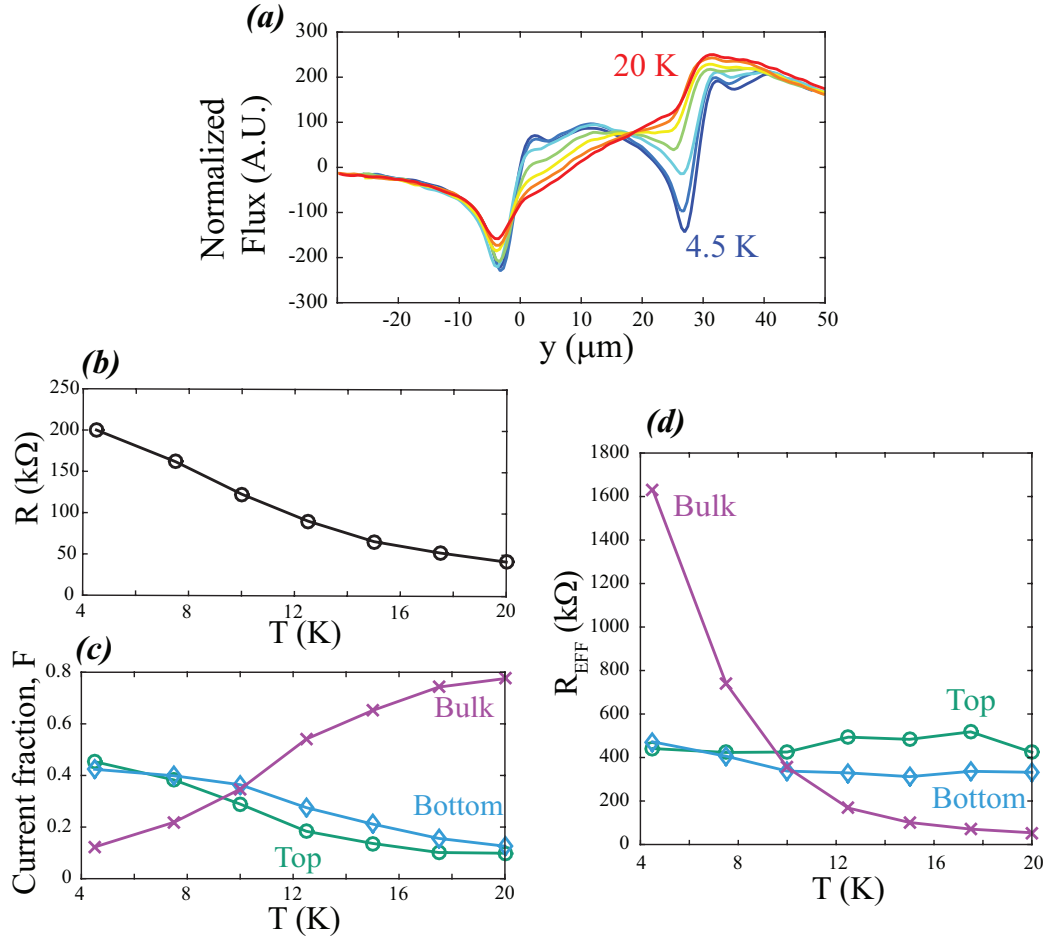 (a)
300
200
100
0
-100
-200
-300
Normalized
Flux (A.U.)
20 K
4.5 K
-20
-10
0
10
20
30
40
50
y (μm)
(b)
250
200
150
100
50
0
R (kΩ)
4
8
12
16
20
T (K)
(c)
0.8
0.6
0.4
0.2
0
Current fraction, F
Bulk
Bottom
Top
4
8
12
16
20
T (K)
(d)
1800
1600
1400
1200
1000
800
600
400
200
0
R_EFF (kΩ)
Bulk
Top
Bottom
4
8
12
16
20
T (K)